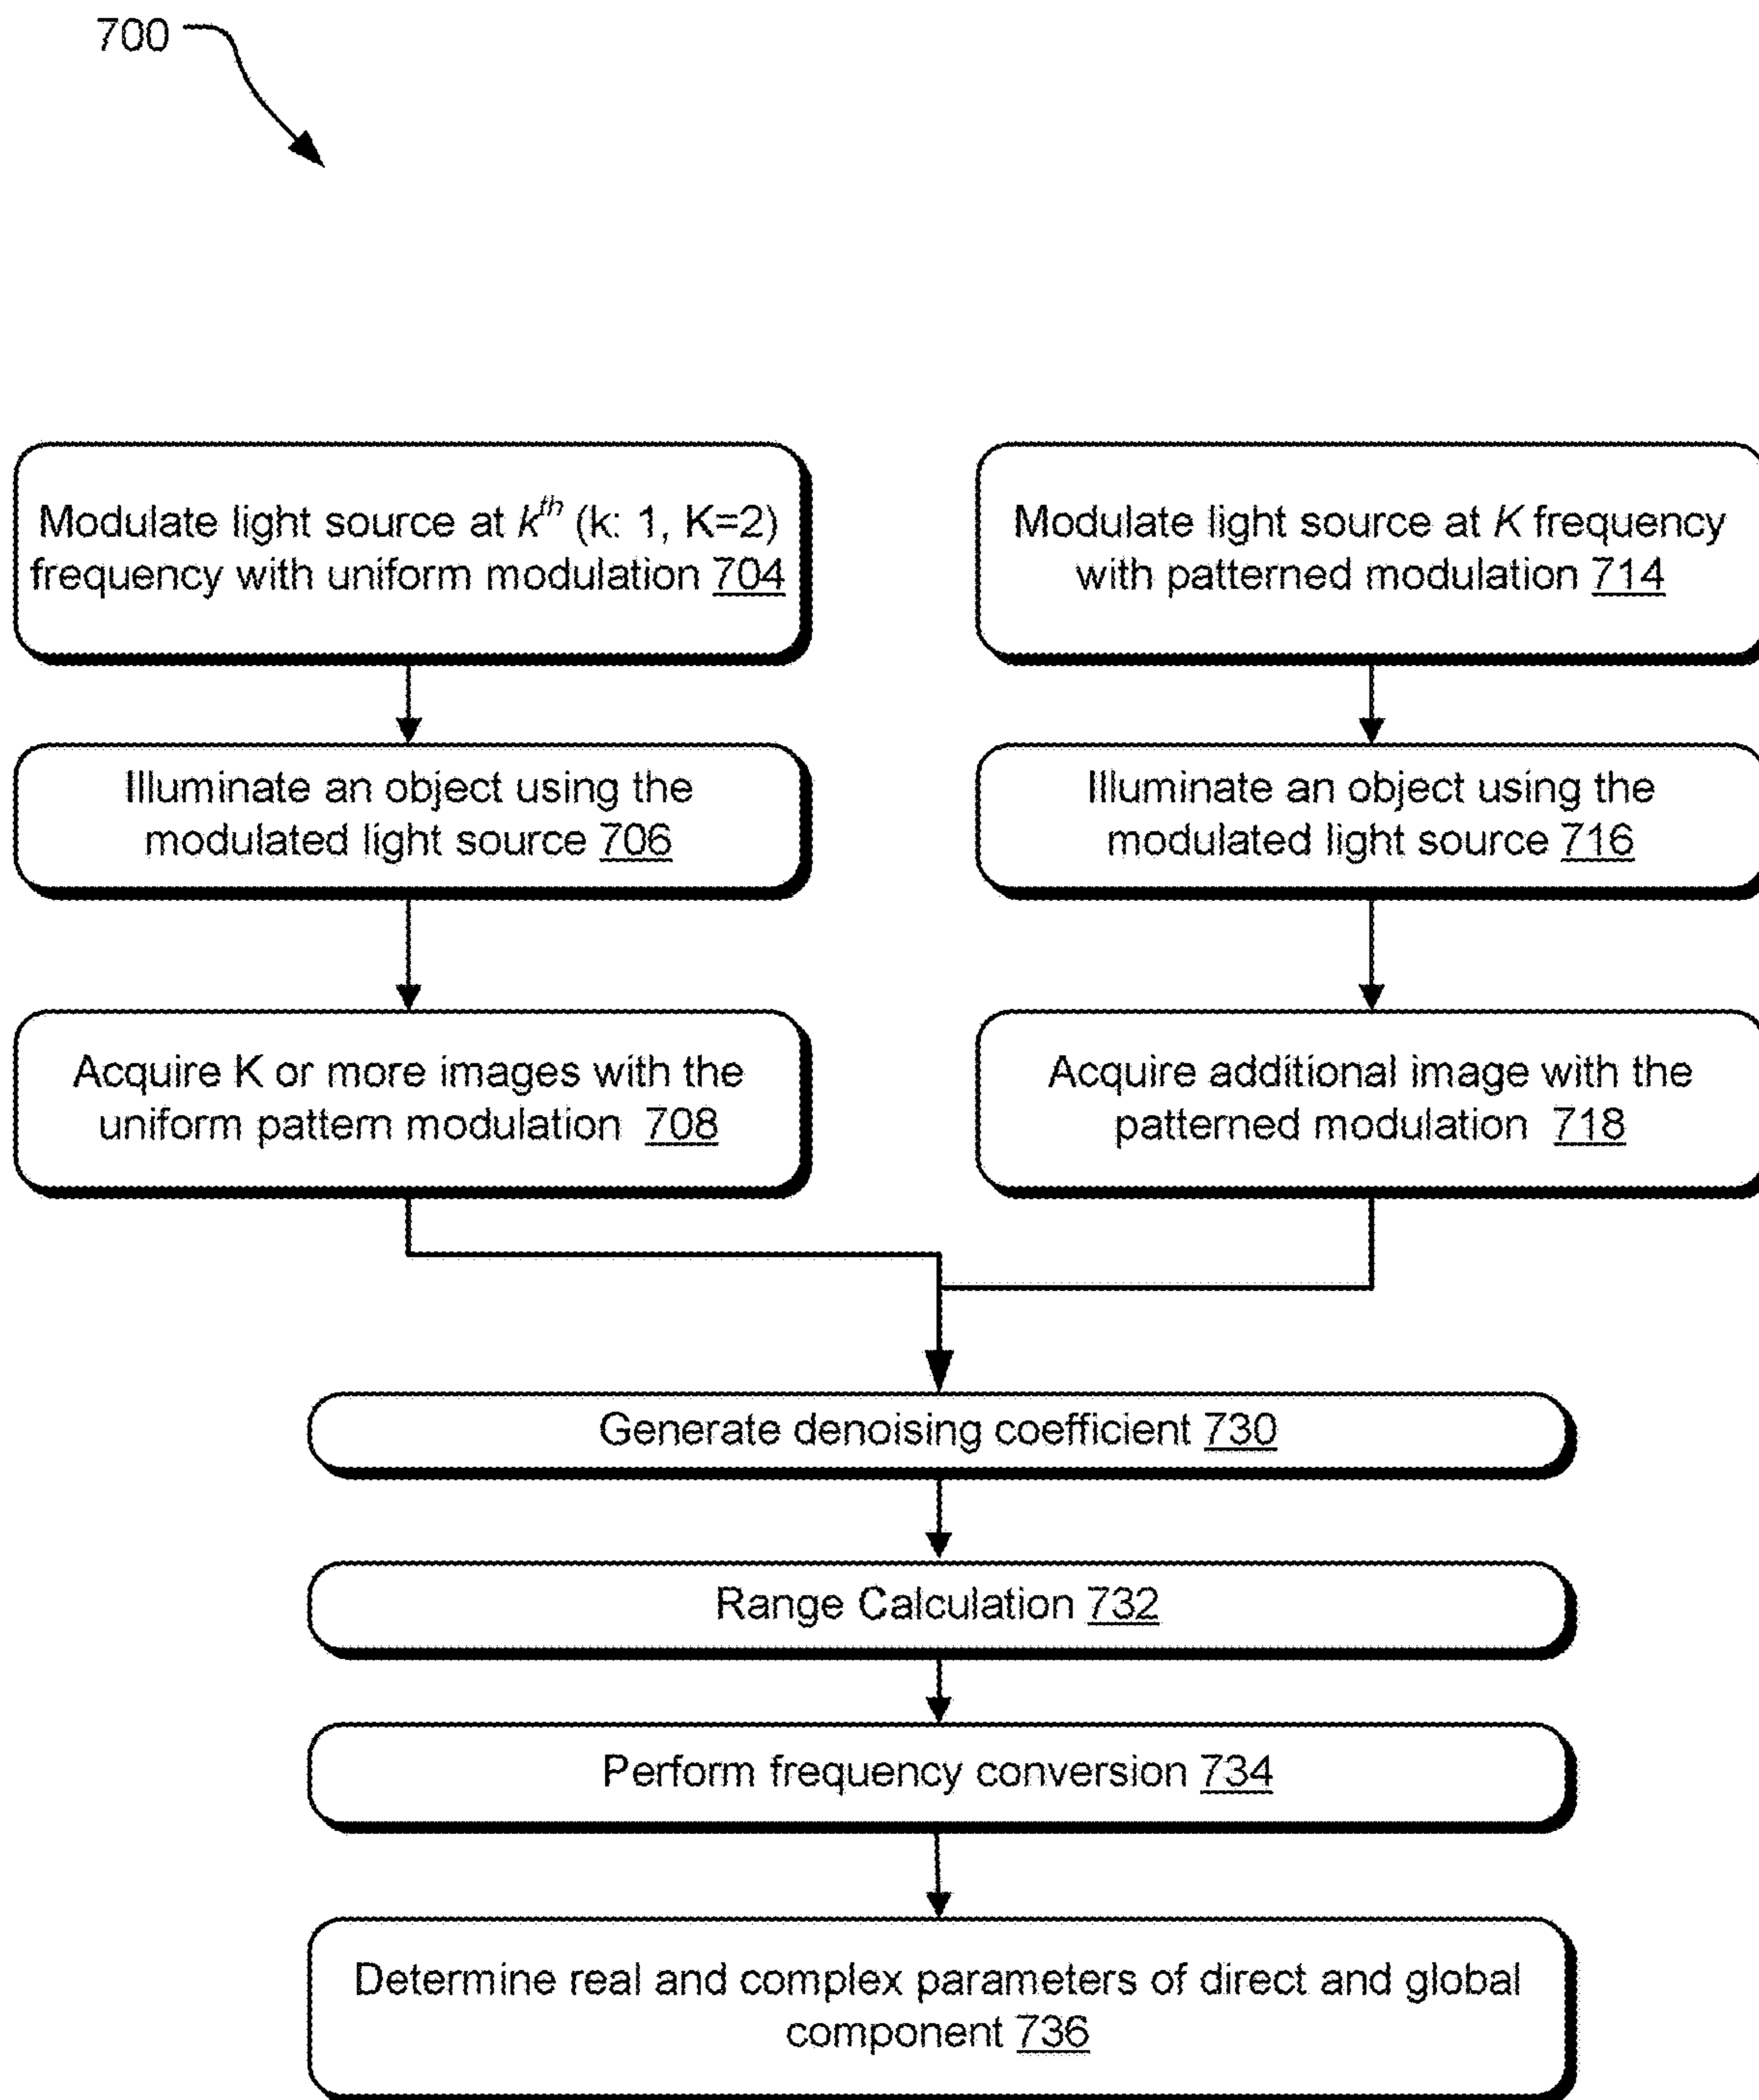 700
Modulate light source at kth (k: 1, K=2)
frequency with uniform modulation 704
Modulate light source at K frequency
with patterned modulation 714
Illuminate an object using the
modulated light source 706
Illuminate an object using the
modulated light source 716
Acquire K or more images with the
uniform pattern modulation 708
Acquire additional image with the
patterned modulation 718
Generate denoising coefficient 730
Range Calculation 732
Perform frequency conversion 734
Determine real and complex parameters of direct and global
component 736